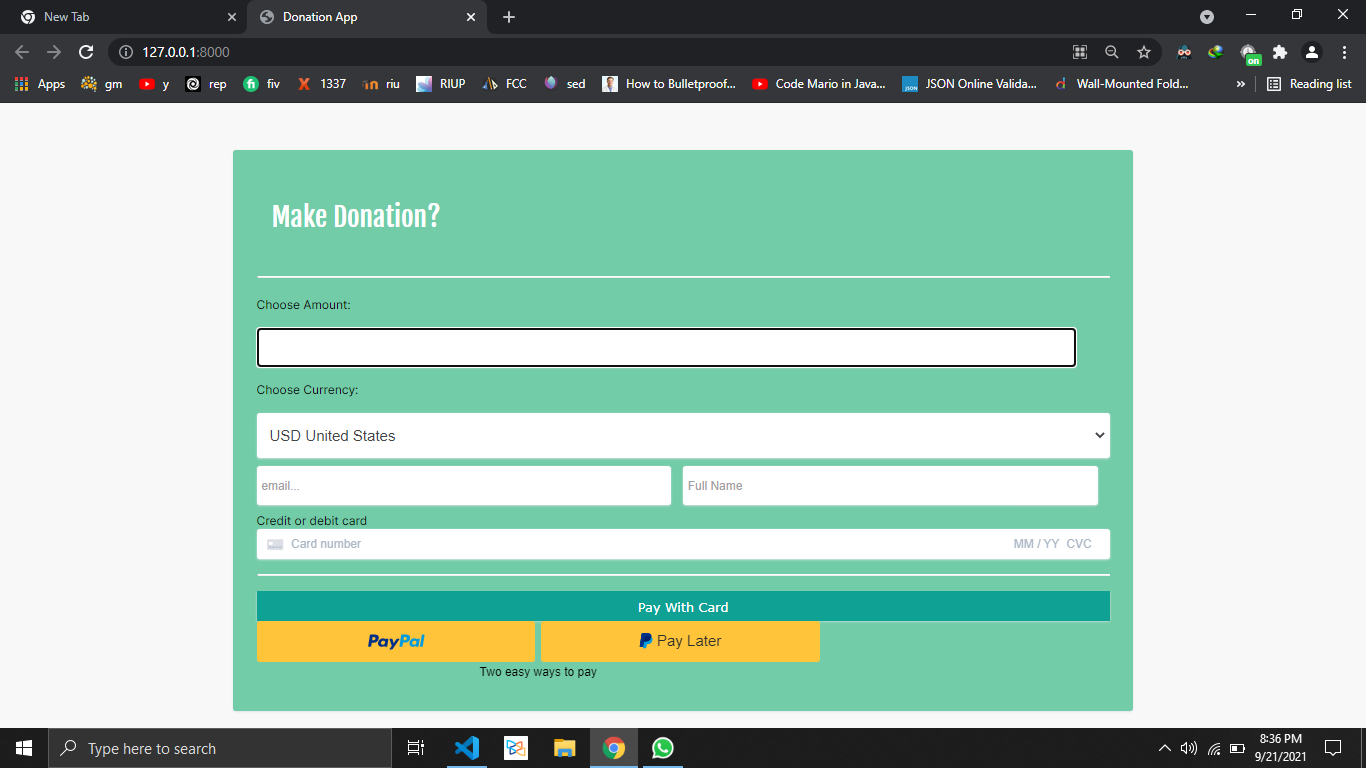 New Tab
Donation App
127.0.0.1:8000
Apps gm y rep fiv 1337 riu RIUP FCC sed How to Bulletproof... Code Mario in Java... JSON Online Valida... Wall-Mounted Fold... » Reading list
on
JSON
Make Donation?
Choose Amount:
Choose Currency:
USD United States
email... Full Name
Credit or debit card
Card number MM / YY CVC
Pay With Card
PayPal Pay Later
Two easy ways to pay
Type here to search
8:36 PM
9/21/2021